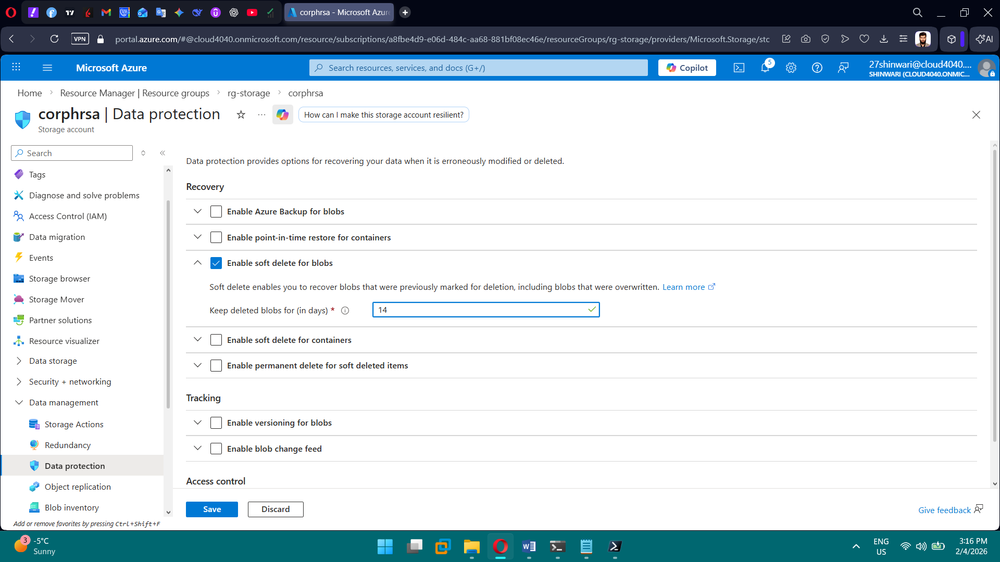 corphrsa - Microsoft Azure
VPN
portal.azure.com/#@cloud4040.onmicrosoft.com/resource/subscriptions/a8fbe4d9-e06d-484c-aa68-881bf08ec46e/resourceGroups/rg-storage/providers/Microsoft.Storage/stc
AI
Microsoft Azure
Search resources, services, and docs (G+/)
Copilot
5
27shinwari@cloud4040....
SHINWARI (CLOUD4040.ONMIC...
Home
Resource Manager | Resource groups
rg-storage
corphrsa
corphrsa | Data protection
...
How can I make this storage account resilient?
Storage account
Search
Tags
Diagnose and solve problems
Access Control (IAM)
Data migration
Events
Storage browser
Storage Mover
Partner solutions
Resource visualizer
Data storage
Security + networking
Data management
Storage Actions
Redundancy
Data protection
Object replication
Blob inventory
Add or remove favorites by pressing Ctrl+Shift+F
Data protection provides options for recovering your data when it is erroneously modified or deleted.
Recovery
Enable Azure Backup for blobs
Enable point-in-time restore for containers
Enable soft delete for blobs
Soft delete enables you to recover blobs that were previously marked for deletion, including blobs that were overwritten. Learn more
Keep deleted blobs for (in days) *
14
Enable soft delete for containers
Enable permanent delete for soft deleted items
Tracking
Enable versioning for blobs
Enable blob change feed
Access control
Save
Discard
Give feedback
3
-5°C
Sunny
ENG
US
3:16 PM
2/4/2026